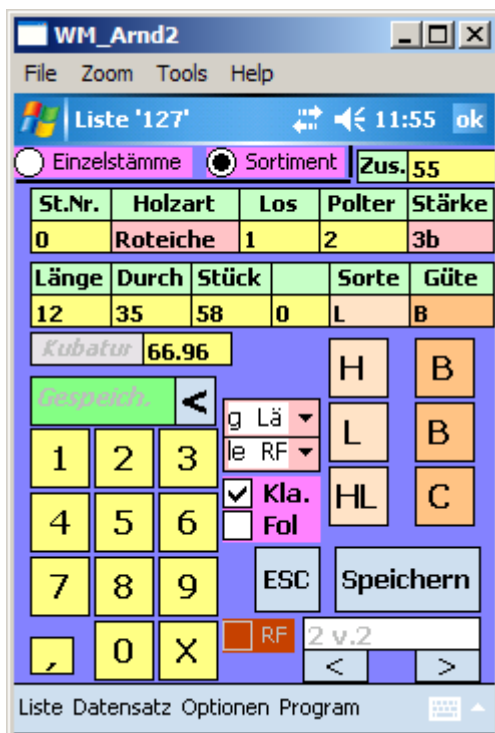 WM_Arnd2
File Zoom Tools Help
Liste '127' 11:55 ok
Einzelstämme Sortiment Zus. 55
St.Nr. Holzart Los Polter Stärke
0 Roteiche 1 2 3b
Länge Durch Stück Sorte Güte
12 35 58 0 L B
Kubatur 66.96
H B
Gespeich. <
g Lä
L B
1 2 3
le RF
Kla.
HL C
4 5 6
Fol
7 8 9 ESC Speichern
RF 2 v.2
, 0 X < >
Liste Datensatz Optionen Program